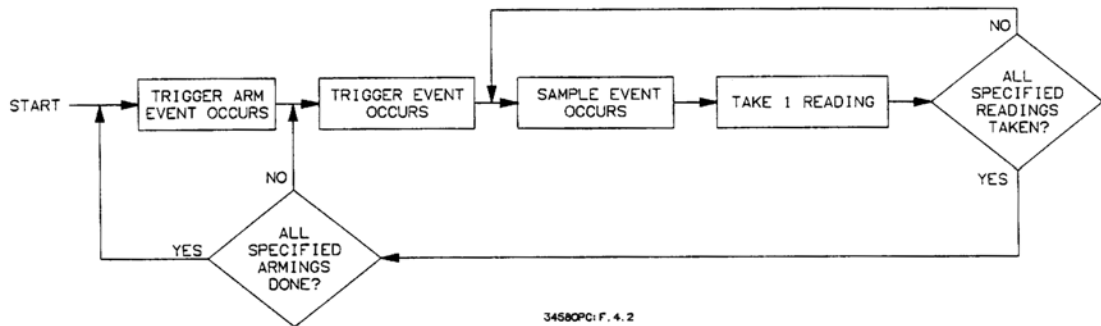 NO
START
TRIGGER ARM
EVENT OCCURS
TRIGGER EVENT
OCCURS
SAMPLE EVENT
OCCURS
TAKE 1 READING
ALL
SPECIFIED
READINGS
TAKEN?
NO
YES
YES
ALL
SPECIFIED
ARMINGS
DONE?
3458OPC: F. 4. 2